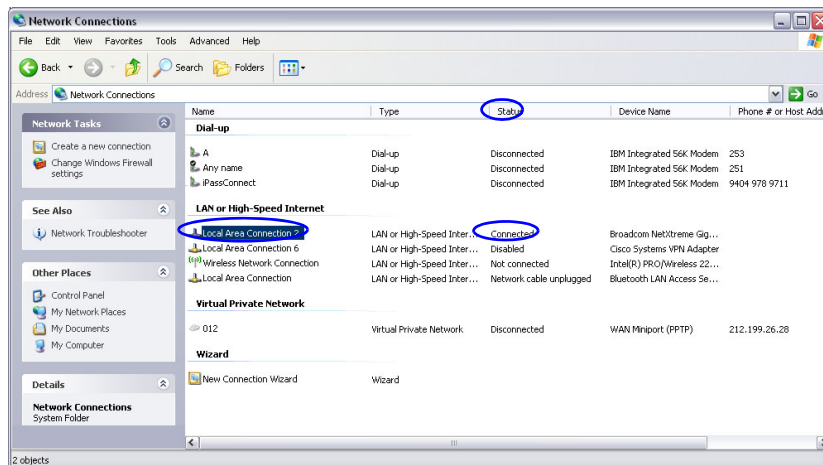 Network Connections
File Edit View Favorites Tools Advanced Help
Back Search Folders
Address Network Connections Go
Name Type Status Device Name Phone # or Host Addr
Network Tasks
Create a new connection
Change Windows Firewall
settings
See Also
Network Troubleshooter
Other Places
Control Panel
My Network Places
My Documents
My Computer
Details
Network Connections
System Folder
Dial-up
A Dial-up Disconnected IBM Integrated 56K Modem 253
Any name Dial-up Disconnected IBM Integrated 56K Modem 251
iPassConnect Dial-up Disconnected IBM Integrated 56K Modem 9404 978 9711
LAN or High-Speed Internet
Local Area Connection 2 LAN or High-Speed Inter... Connected Broadcom NetXtreme Gig...
Local Area Connection 6 LAN or High-Speed Inter... Disabled Cisco Systems VPN Adapter
Wireless Network Connection LAN or High-Speed Inter... Not connected Intel(R) PRO/Wireless 22...
Local Area Connection LAN or High-Speed Inter... Network cable unplugged Bluetooth LAN Access Se...
Virtual Private Network
012 Virtual Private Network Disconnected WAN Miniport (PPTP) 212.199.26.28
Wizard
New Connection Wizard Wizard
2 objects